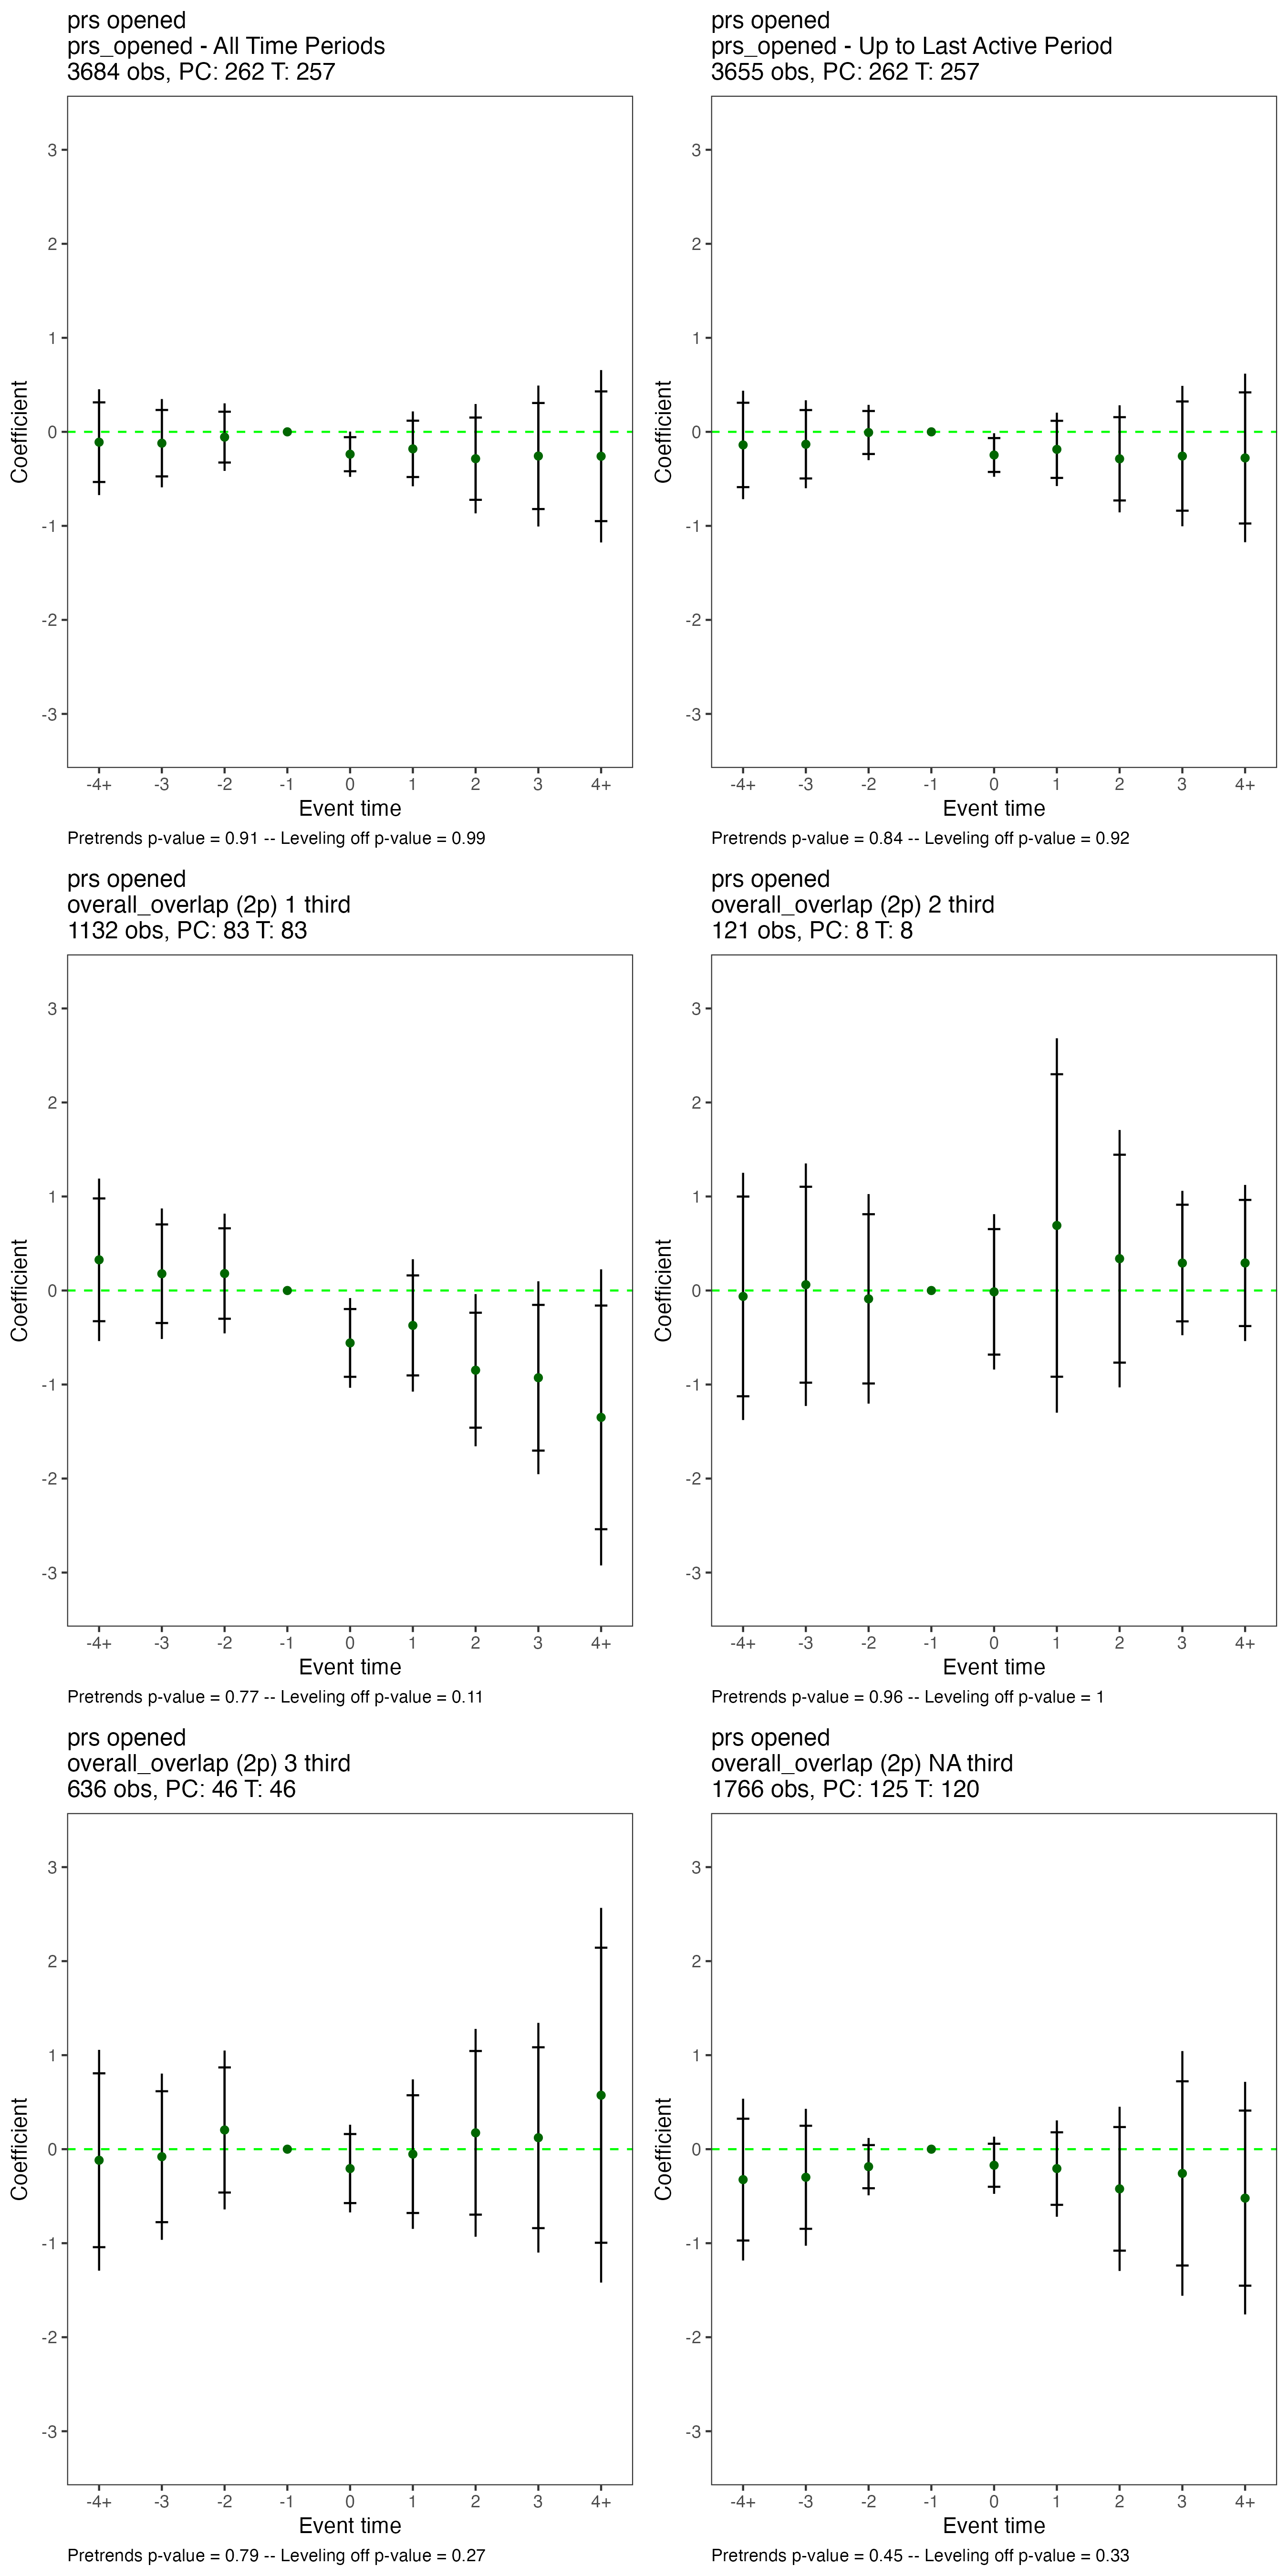 prs opened
prs_opened - All Time Periods
3684 obs, PC: 262 T: 257
3
2
1
0
-1
-2
-3
Coefficient
-4+ -3 -2 -1 0 1 2 3 4+
Event time
Pretrends p-value = 0.91 -- Leveling off p-value = 0.99
prs opened
prs_opened - Up to Last Active Period
3655 obs, PC: 262 T: 257
3
2
1
0
-1
-2
-3
Coefficient
-4+ -3 -2 -1 0 1 2 3 4+
Event time
Pretrends p-value = 0.84 -- Leveling off p-value = 0.92
prs opened
overall_overlap (2p) 1 third
1132 obs, PC: 83 T: 83
3
2
1
0
-1
-2
-3
Coefficient
-4+ -3 -2 -1 0 1 2 3 4+
Event time
Pretrends p-value = 0.77 -- Leveling off p-value = 0.11
prs opened
overall_overlap (2p) 2 third
121 obs, PC: 8 T: 8
3
2
1
0
-1
-2
-3
Coefficient
-4+ -3 -2 -1 0 1 2 3 4+
Event time
Pretrends p-value = 0.96 -- Leveling off p-value = 1
prs opened
overall_overlap (2p) 3 third
636 obs, PC: 46 T: 46
3
2
1
0
-1
-2
-3
Coefficient
-4+ -3 -2 -1 0 1 2 3 4+
Event time
Pretrends p-value = 0.79 -- Leveling off p-value = 0.27
prs opened
overall_overlap (2p) NA third
1766 obs, PC: 125 T: 120
3
2
1
0
-1
-2
-3
Coefficient
-4+ -3 -2 -1 0 1 2 3 4+
Event time
Pretrends p-value = 0.45 -- Leveling off p-value = 0.33